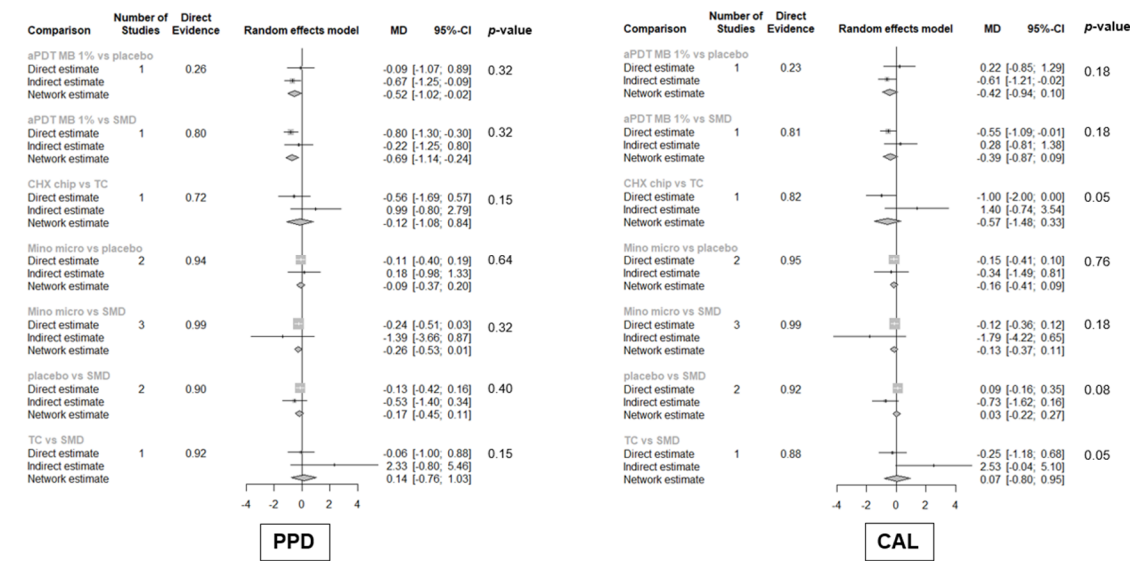 Comparison Number of Studies Direct Evidence Random effects model MD 95%-CI p-value
aPDT MB 1% vs placebo
Direct estimate 1 0.26 -0.09 [-1.07; 0.89] 0.32
Indirect estimate -0.67 [-1.25; -0.09]
Network estimate -0.52 [-1.02; -0.02]
aPDT MB 1% vs SMD
Direct estimate 1 0.80 -0.80 [-1.30; -0.30] 0.32
Indirect estimate -0.22 [-1.25; 0.80]
Network estimate -0.69 [-1.14; -0.24]
CHX chip vs TC
Direct estimate 1 0.72 -0.56 [-1.69; 0.57] 0.15
Indirect estimate 0.99 [-0.80; 2.79]
Network estimate -0.12 [-1.08; 0.84]
Mino micro vs placebo
Direct estimate 2 0.94 -0.11 [-0.40; 0.19] 0.64
Indirect estimate 0.18 [-0.98; 1.33]
Network estimate -0.09 [-0.37; 0.20]
Mino micro vs SMD
Direct estimate 3 0.99 -0.24 [-0.51; 0.03] 0.32
Indirect estimate -1.39 [-3.66; 0.87]
Network estimate -0.26 [-0.53; 0.01]
placebo vs SMD
Direct estimate 2 0.90 -0.13 [-0.42; 0.16] 0.40
Indirect estimate -0.53 [-1.40; 0.34]
Network estimate -0.17 [-0.45; 0.11]
TC vs SMD
Direct estimate 1 0.92 -0.06 [-1.00; 0.88] 0.15
Indirect estimate 2.33 [-0.80; 5.46]
Network estimate 0.14 [-0.76; 1.03]
-4 -2 0 2 4
PPD
Comparison Number of Studies Direct Evidence Random effects model MD 95%-CI p-value
aPDT MB 1% vs placebo
Direct estimate 1 0.23 0.22 [-0.85; 1.29] 0.18
Indirect estimate -0.61 [-1.21; -0.02]
Network estimate -0.42 [-0.94; 0.10]
aPDT MB 1% vs SMD
Direct estimate 1 0.81 -0.55 [-1.09; -0.01] 0.18
Indirect estimate 0.28 [-0.81; 1.38]
Network estimate -0.39 [-0.87; 0.09]
CHX chip vs TC
Direct estimate 1 0.82 -1.00 [-2.00; 0.00] 0.05
Indirect estimate 1.40 [-0.74; 3.54]
Network estimate -0.57 [-1.48; 0.33]
Mino micro vs placebo
Direct estimate 2 0.95 -0.15 [-0.41; 0.10] 0.76
Indirect estimate -0.34 [-1.49; 0.81]
Network estimate -0.16 [-0.41; 0.09]
Mino micro vs SMD
Direct estimate 3 0.99 -0.12 [-0.36; 0.12] 0.18
Indirect estimate -1.79 [-4.22; 0.65]
Network estimate -0.13 [-0.37; 0.11]
placebo vs SMD
Direct estimate 2 0.92 0.09 [-0.16; 0.35] 0.08
Indirect estimate -0.73 [-1.62; 0.16]
Network estimate 0.03 [-0.22; 0.27]
TC vs SMD
Direct estimate 1 0.88 -0.25 [-1.18; 0.68] 0.05
Indirect estimate 2.53 [-0.04; 5.10]
Network estimate 0.07 [-0.80; 0.95]
-4 -2 0 2 4
CAL